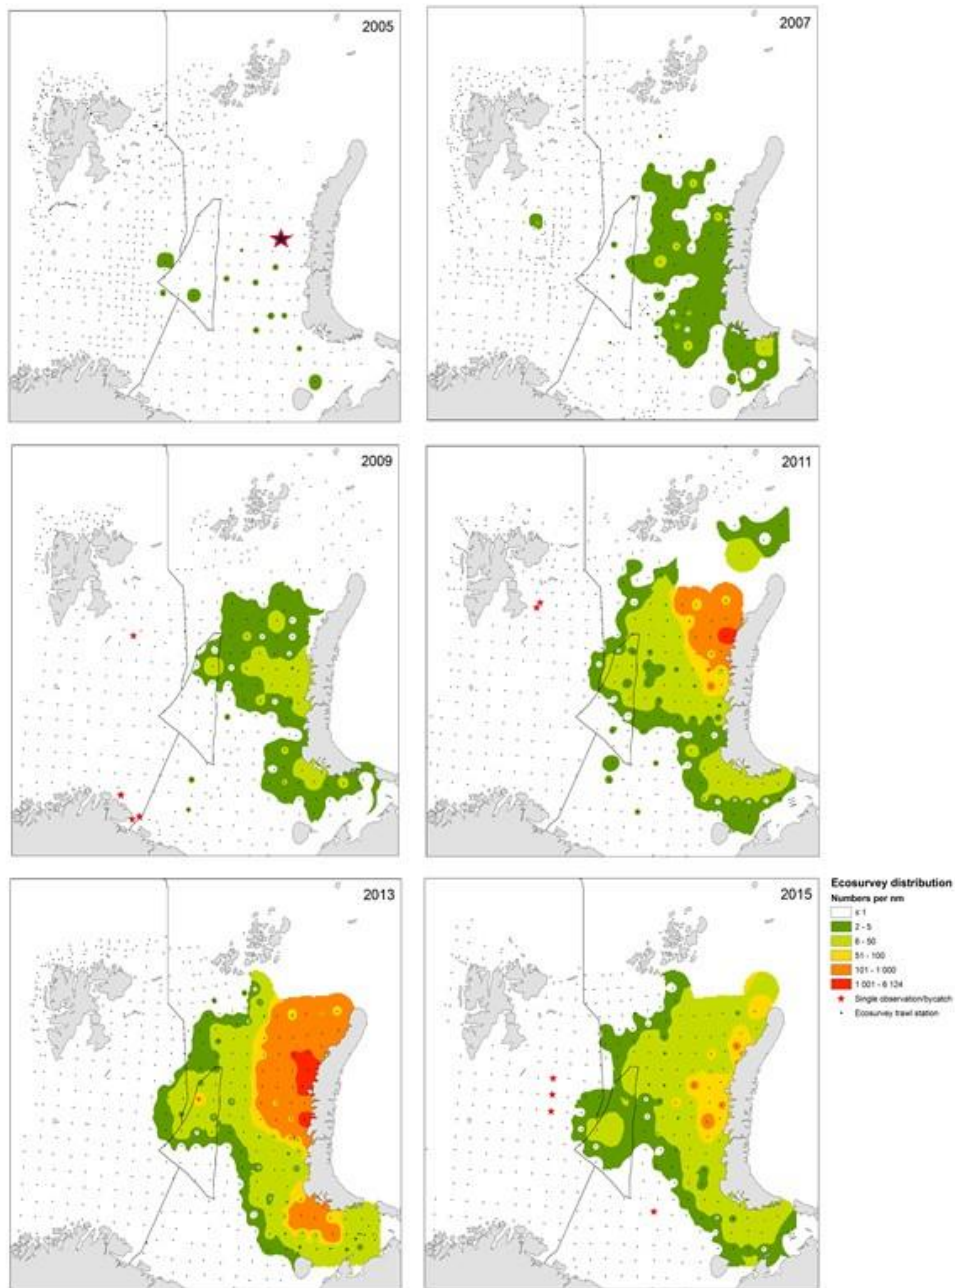 2005
2007
2009
2011
2013
2015
Ecosurvey distribution
Numbers per nm
≤ 1
2 - 5
6 - 50
51 - 100
101 - 1 000
1 001 - 6 124
Single observation/bycatch
Ecosurvey trawl station